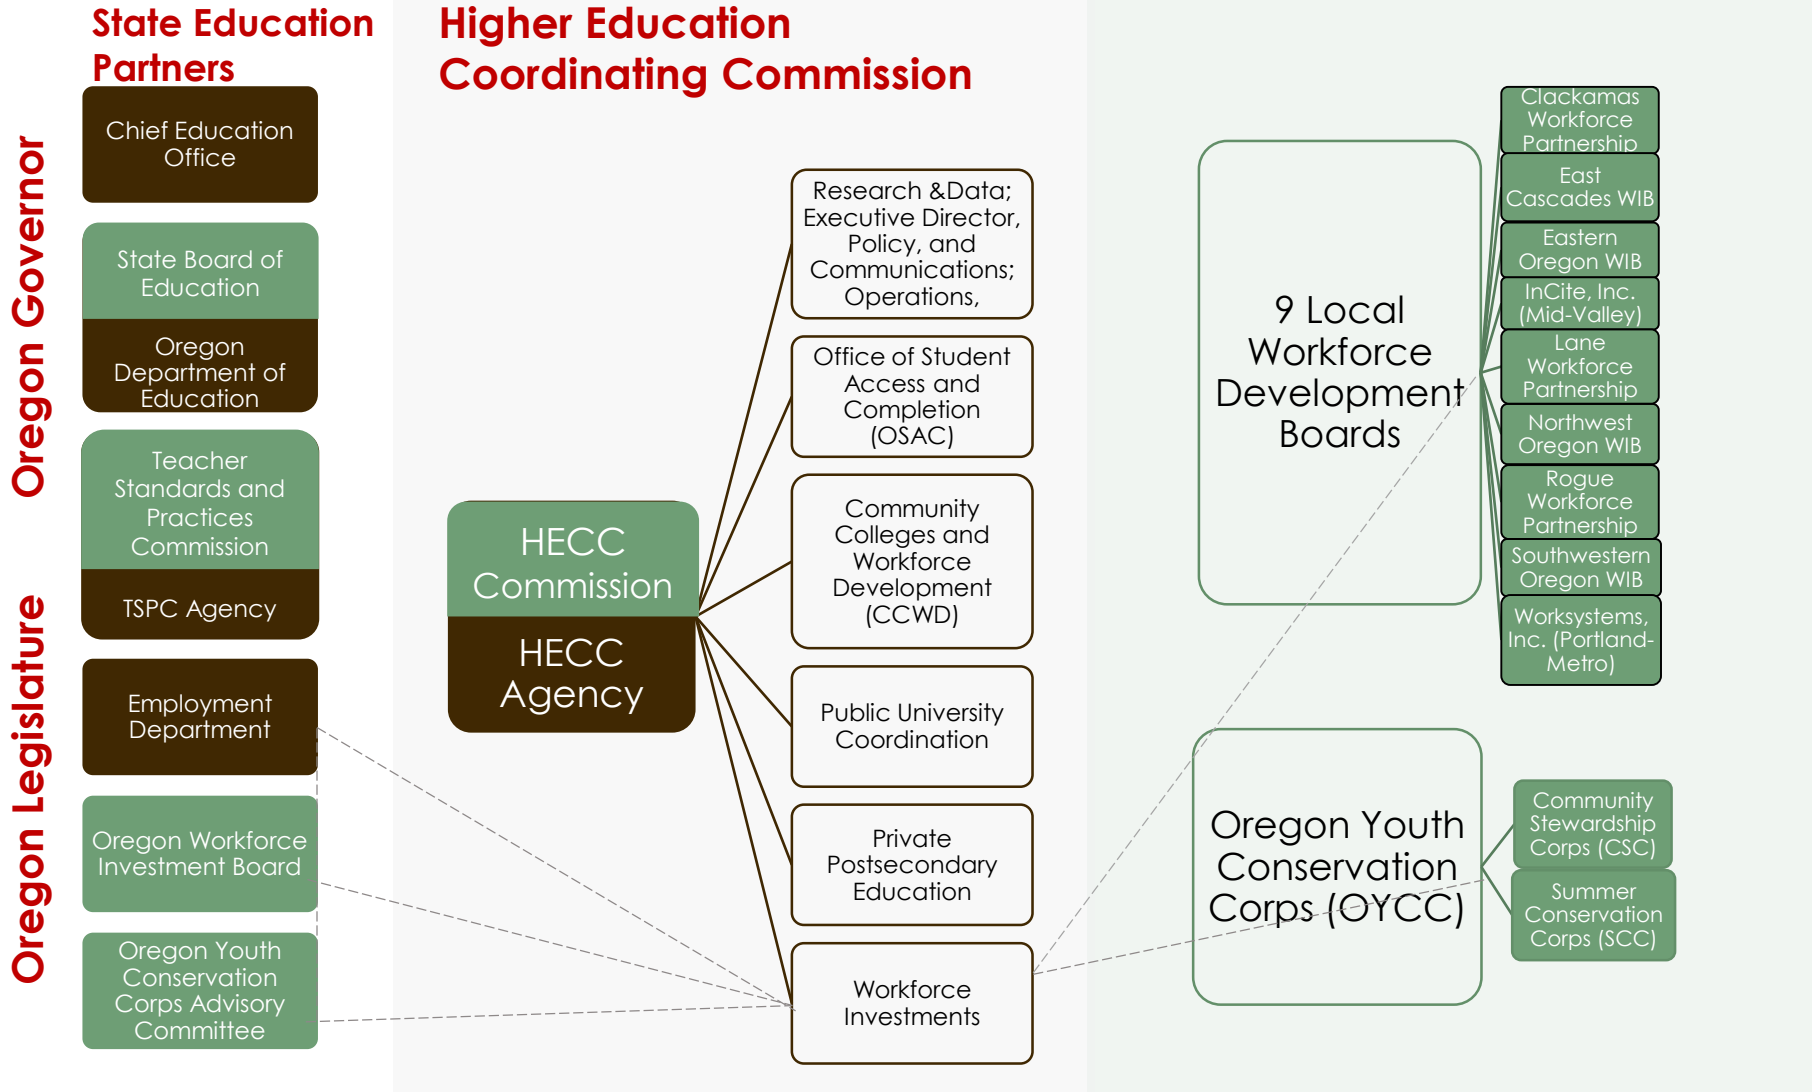 State Education
Partners
Oregon Governor
Oregon Legislature
Chief Education
Office
State Board of
Education
Oregon
Department of
Education
Teacher
Standards and
Practices
Commission
TSPC Agency
Employment
Department
Oregon Workforce
Investment Board
Oregon Youth
Conservation
Corps Advisory
Committee
Higher Education
Coordinating Commission
HECC
Commission
HECC
Agency
Research &Data;
Executive Director,
Policy, and
Communications;
Operations,
Office of Student
Access and
Completion
(OSAC)
Community
Colleges and
Workforce
Development
(CCWD)
Public University
Coordination
Private
Postsecondary
Education
Workforce
Investments
9 Local
Workforce
Development
Boards
Clackamas
Workforce
Partnership
East
Cascades WIB
Eastern
Oregon WIB
InCite, Inc.
(Mid-Valley)
Lane
Workforce
Partnership
Northwest
Oregon WIB
Rogue
Workforce
Partnership
Southwestern
Oregon WIB
Worksystems,
Inc. (Portland-
Metro)
Oregon Youth
Conservation
Corps (OYCC)
Community
Stewardship
Corps (CSC)
Summer
Conservation
Corps (SCC)